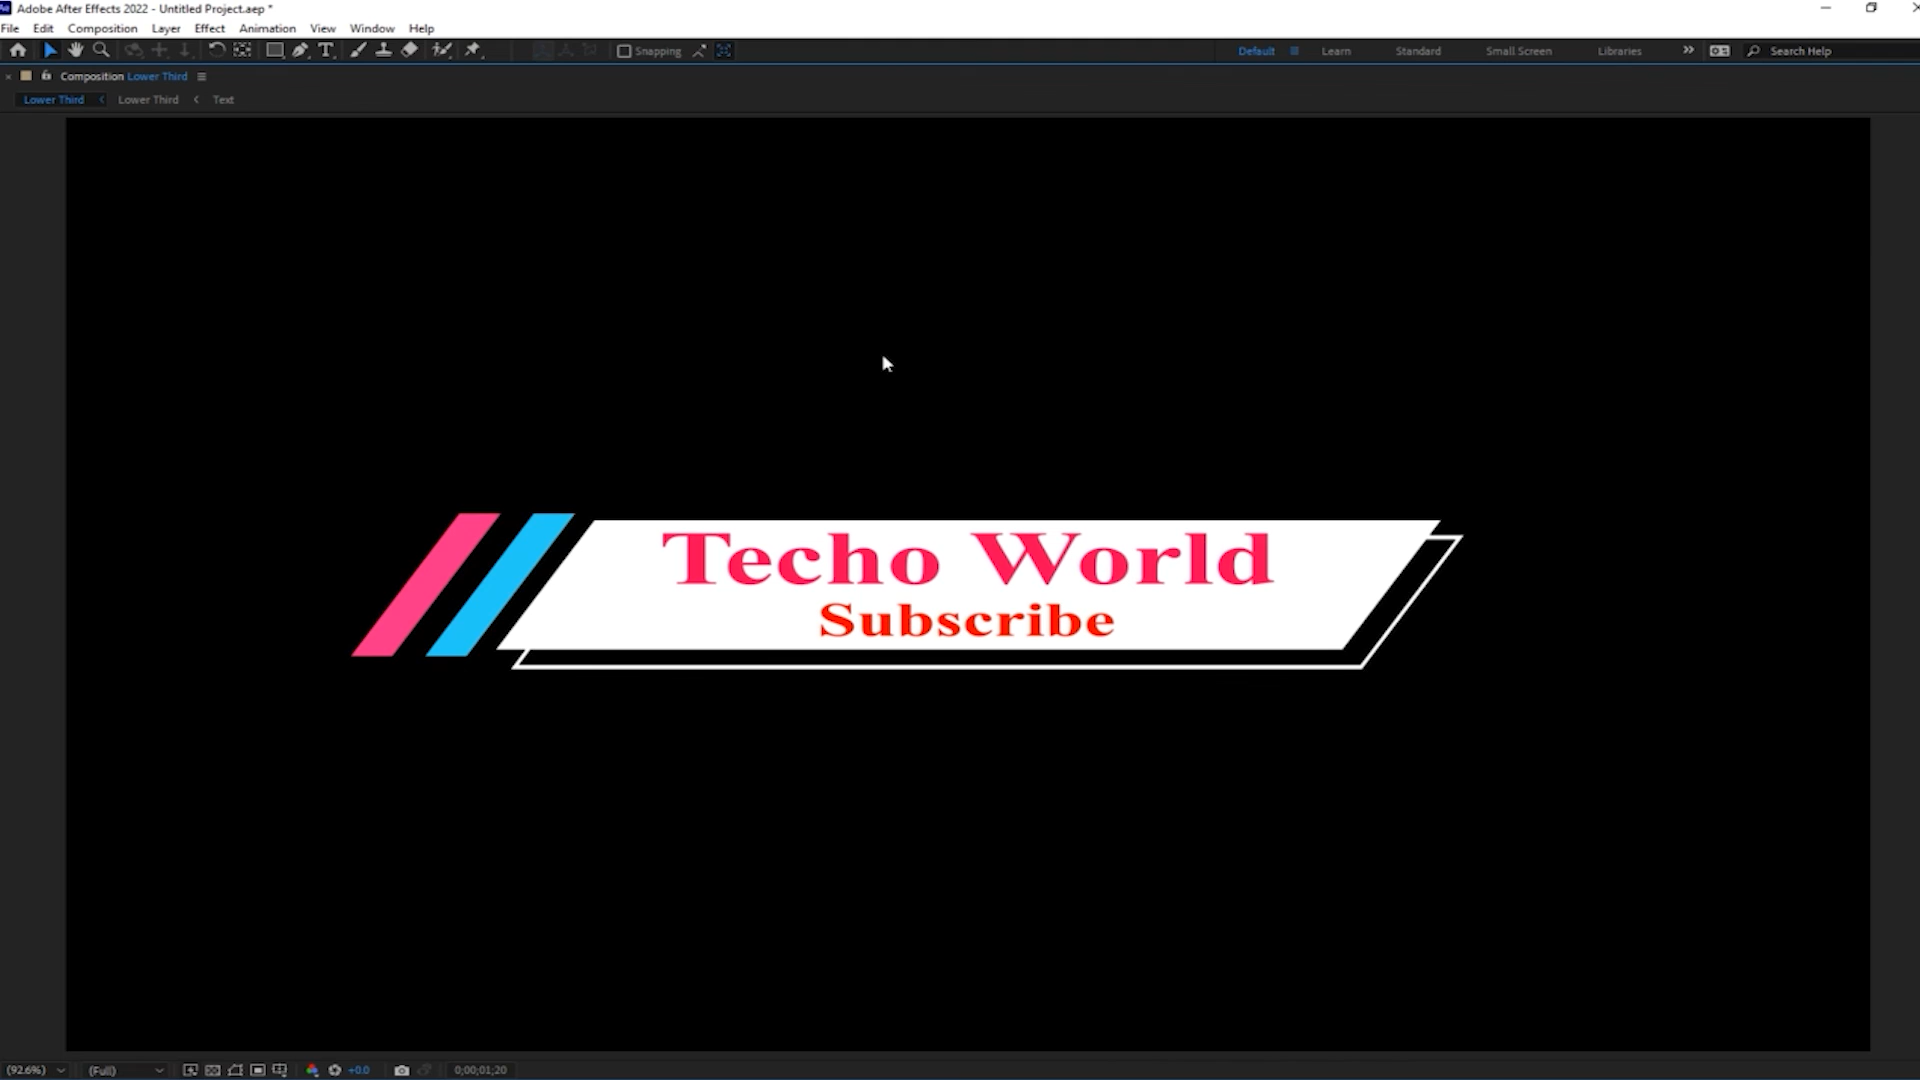 Adobe After Effects 2022 - Untitled Project.aep *
File Edit Composition Layer Effect Animation View Window Help
Snapping Default Learn Standard Small Screen Libraries Search Help
Composition Lower Third
Lower Third Lower Third Text
Techo World
Subscribe
(92.6%) (Full) +0.0 0;00;01;20